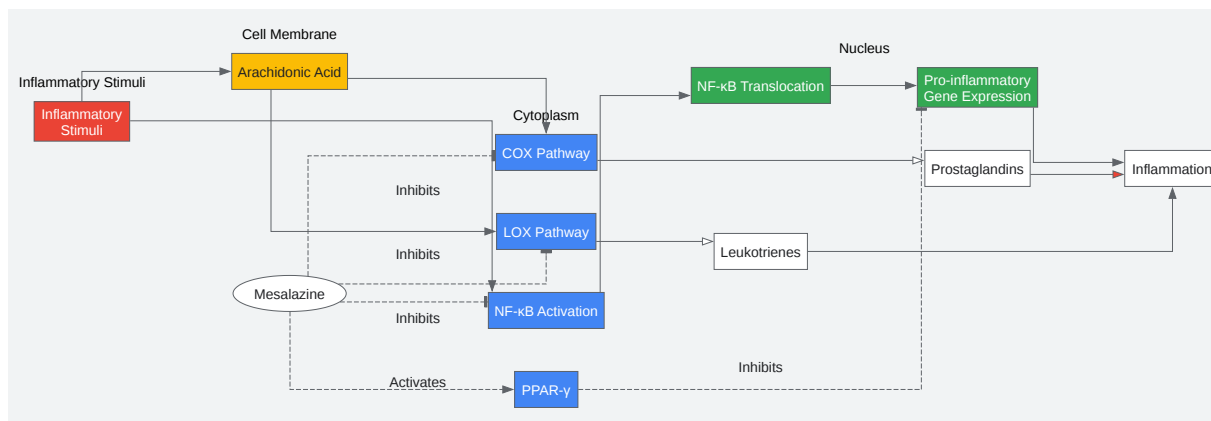 Cell Membrane
Nucleus
Inflammatory Stimuli
Arachidonic Acid
NF-κB Translocation
Pro-inflammatory
Gene Expression
Inflammatory
Stimuli
Cytoplasm
COX Pathway
Prostaglandins
Inflammation
Inhibits
LOX Pathway
Leukotrienes
Inhibits
Mesalazine
NF-κB Activation
Inhibits
Inhibits
Activates
PPAR-γ